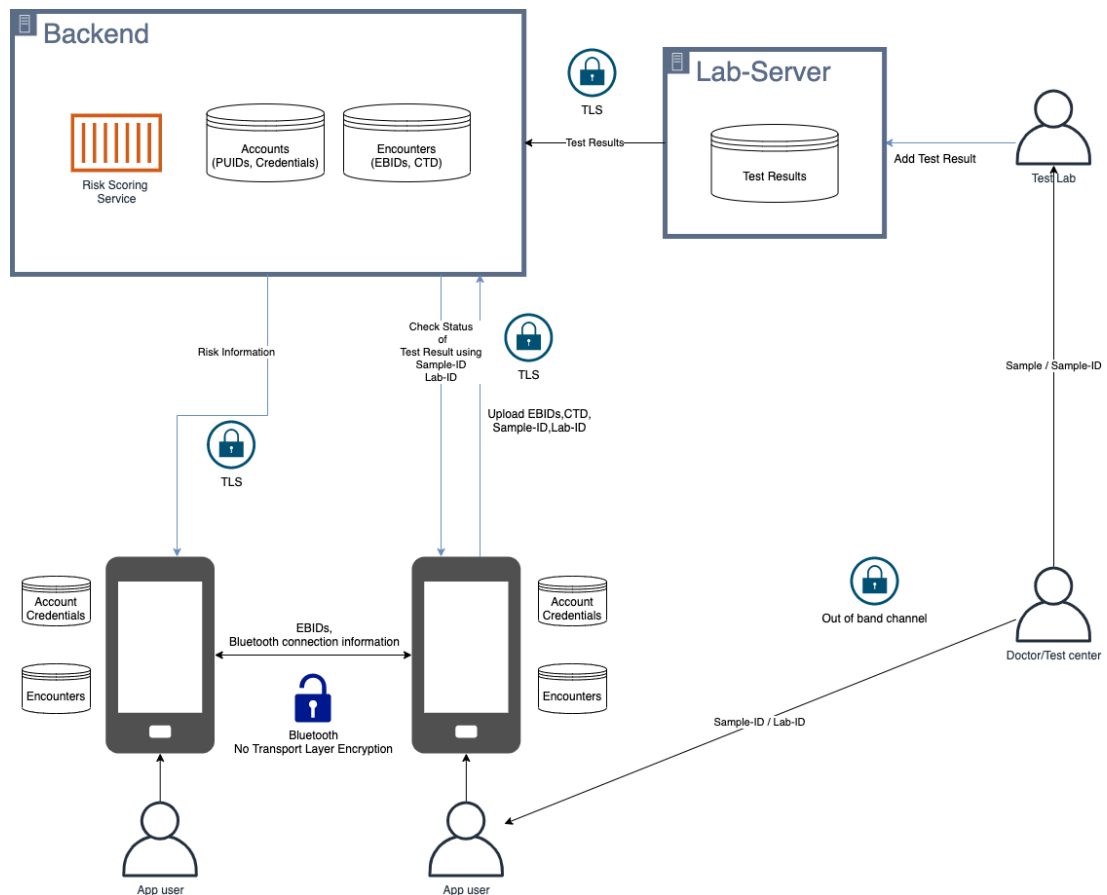 Backend
Lab-Server
TLS
Test Results
Add Test Result
Test Lab
Accounts
(PUIDs, Credentials)
Encounters
(EBIDs, CTD)
Risk Scoring
Service
Test Results
Risk Information
Check Status
of
Test Result using
Sample-ID
Lab-ID
TLS
Upload EBIDs,CTD,
Sample-ID,Lab-ID
Sample / Sample-ID
TLS
Account
Credentials
Encounters
EBIDs,
Bluetooth connection information
Bluetooth
No Transport Layer Encryption
Account
Credentials
Encounters
Out of band channel
Doctor/Test center
Sample-ID / Lab-ID
App user
App user